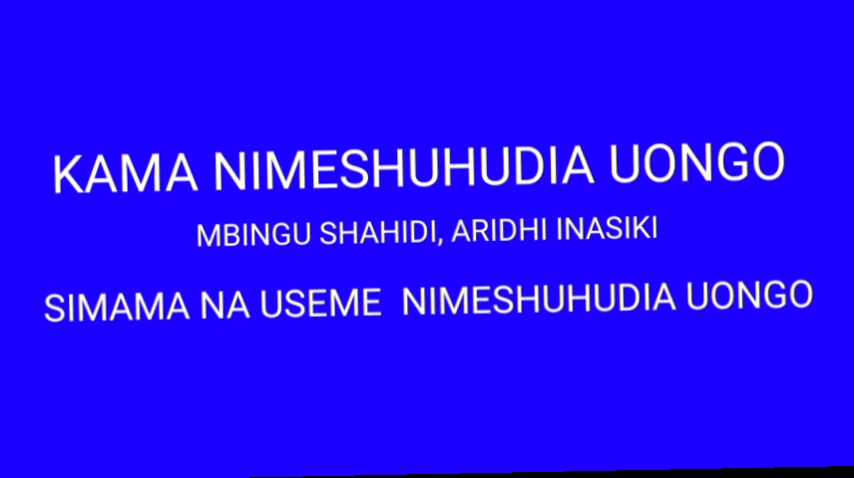 KAMA NIMESHUHUDIA UONGO
MBINGU SHAHIDI, ARIDHI INASIKI
SIMAMA NA USEME NIMESHUHUDIA UONGO